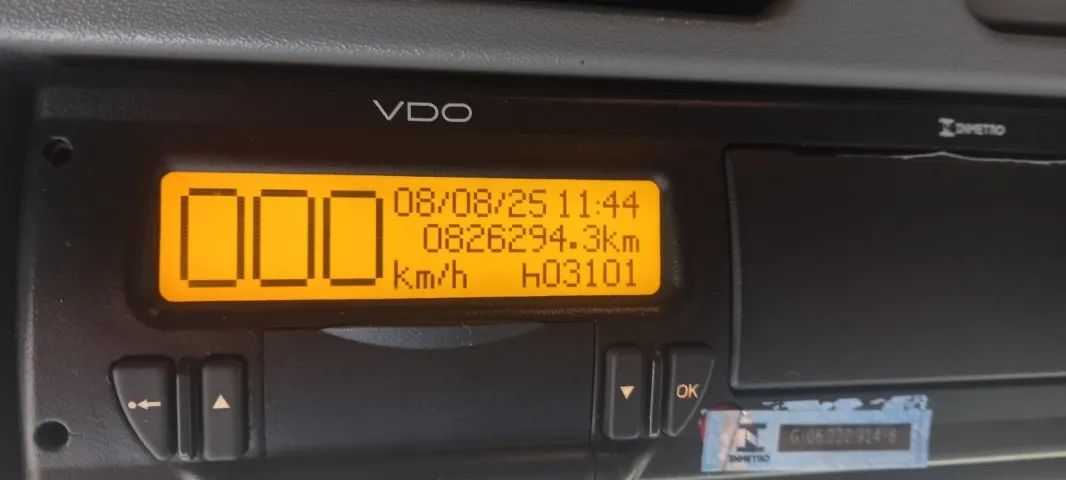 VDO
INMETRO
000
08/08/25 11:44
0826294.3km
km/h h03101
OK
INMETRO
G-06.222.914-8